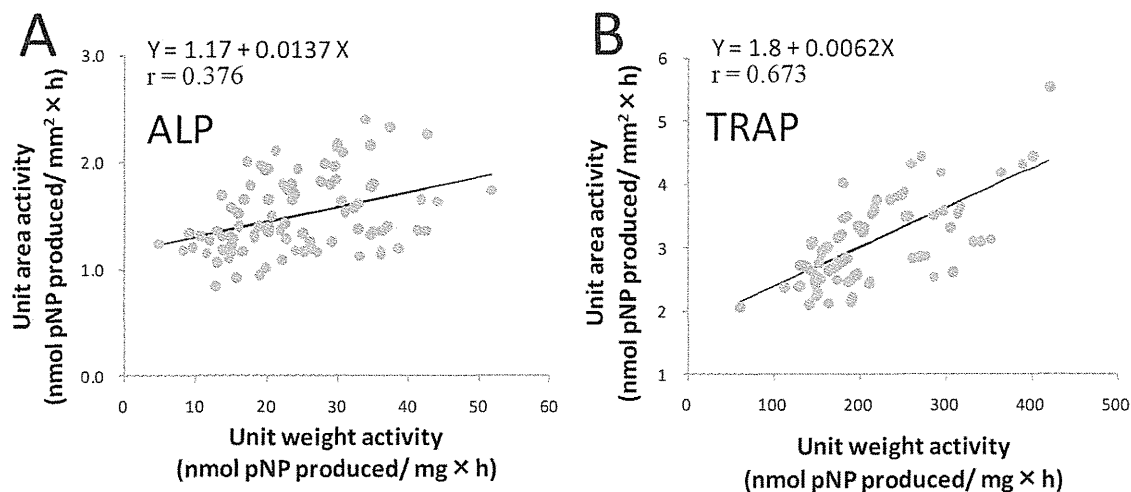 A
Y = 1.17 + 0.0137 X
r = 0.376
ALP
3.0
2.0
1.0
0.0
0 10 20 30 40 50 60
Unit area activity
(nmol pNP produced/ mm² × h)
Unit weight activity
(nmol pNP produced/ mg × h)
B
Y = 1.8 + 0.0062X
r = 0.673
TRAP
6
5
4
3
2
1
0 100 200 300 400 500
Unit area activity
(nmol pNP produced/ mm² × h)
Unit weight activity
(nmol pNP produced/ mg × h)